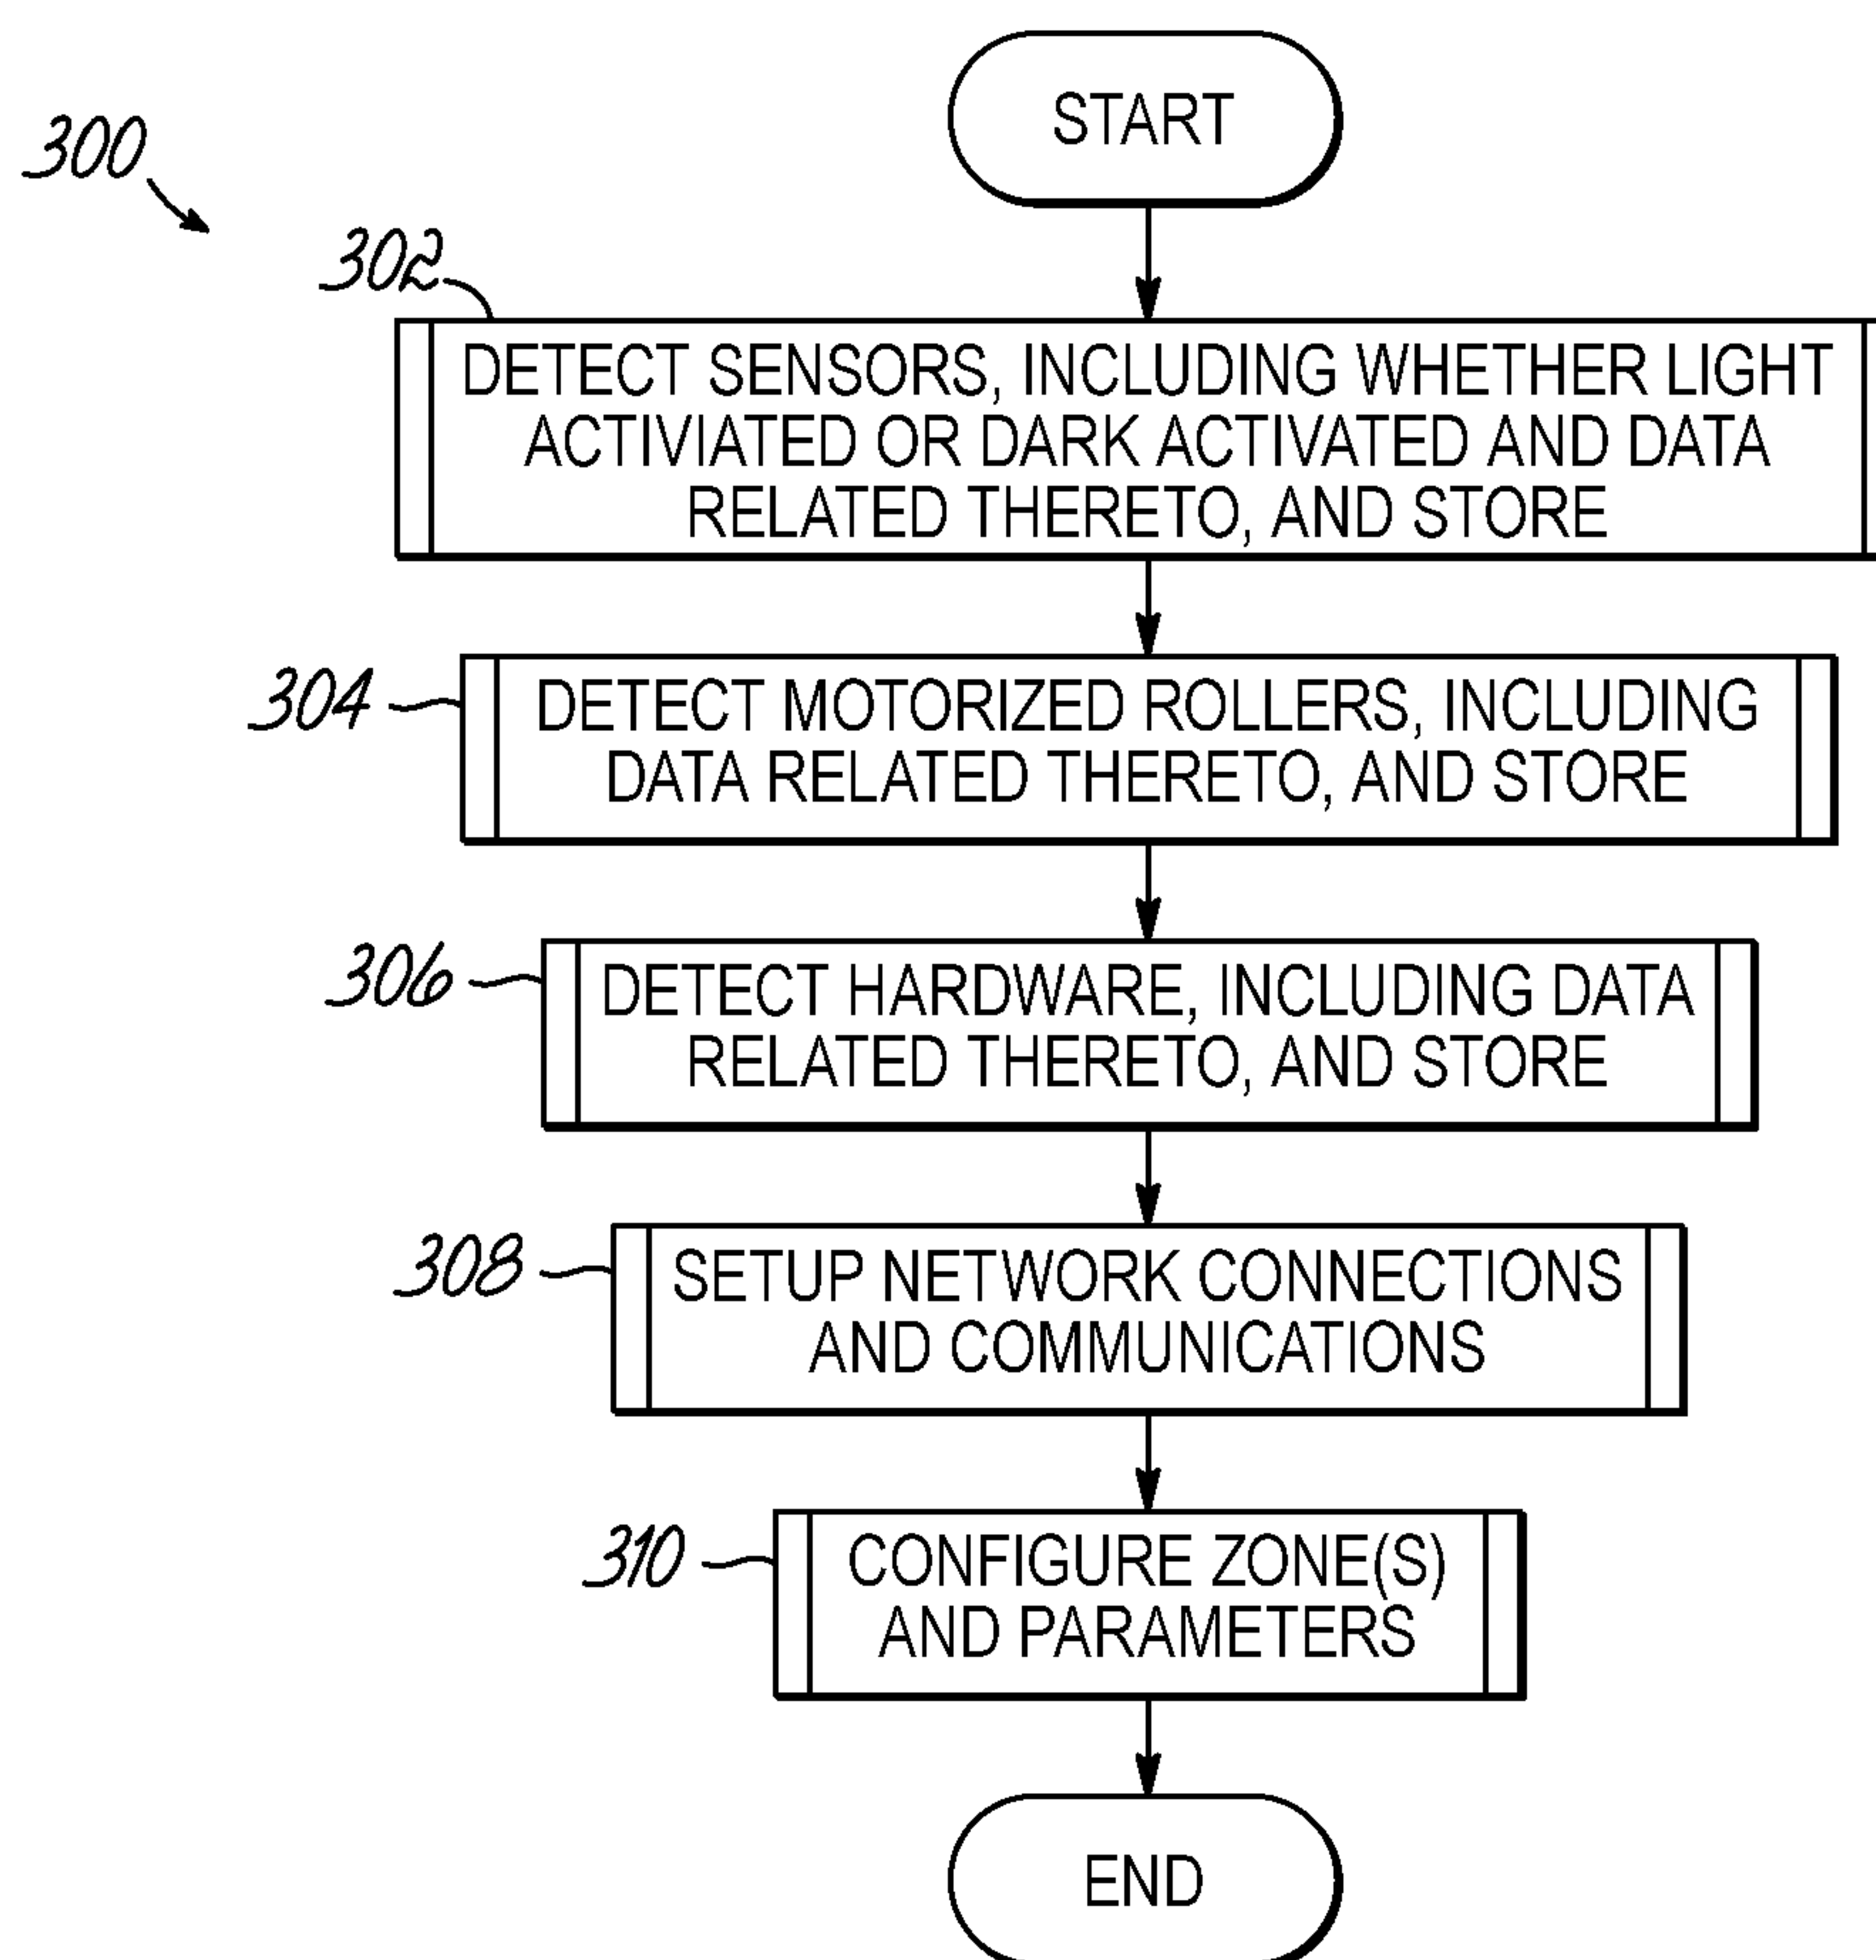 START
300
302
DETECT SENSORS, INCLUDING WHETHER LIGHT
ACTIVIATED OR DARK ACTIVATED AND DATA
RELATED THERETO, AND STORE
304
DETECT MOTORIZED ROLLERS, INCLUDING
DATA RELATED THERETO, AND STORE
306
DETECT HARDWARE, INCLUDING DATA
RELATED THERETO, AND STORE
308
SETUP NETWORK CONNECTIONS
AND COMMUNICATIONS
310
CONFIGURE ZONE(S)
AND PARAMETERS
END